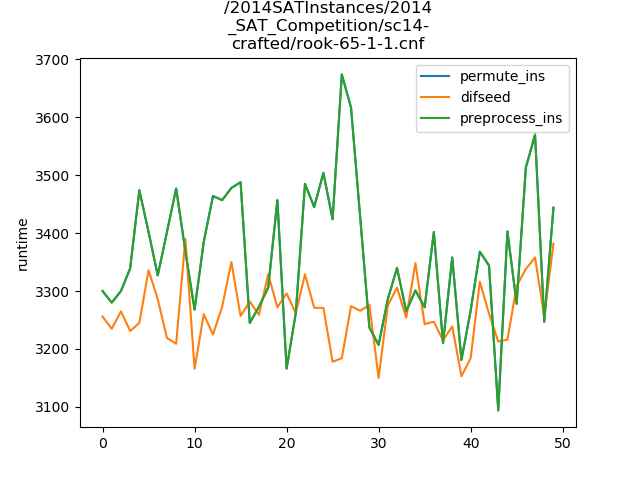 /2014SATInstances/2014
_SAT_Competition/sc14-
crafted/rook-65-1-1.cnf
3700
3600
3500
3400
3300
3200
3100
runtime
permute_ins
difseed
preprocess_ins
0 10 20 30 40 50